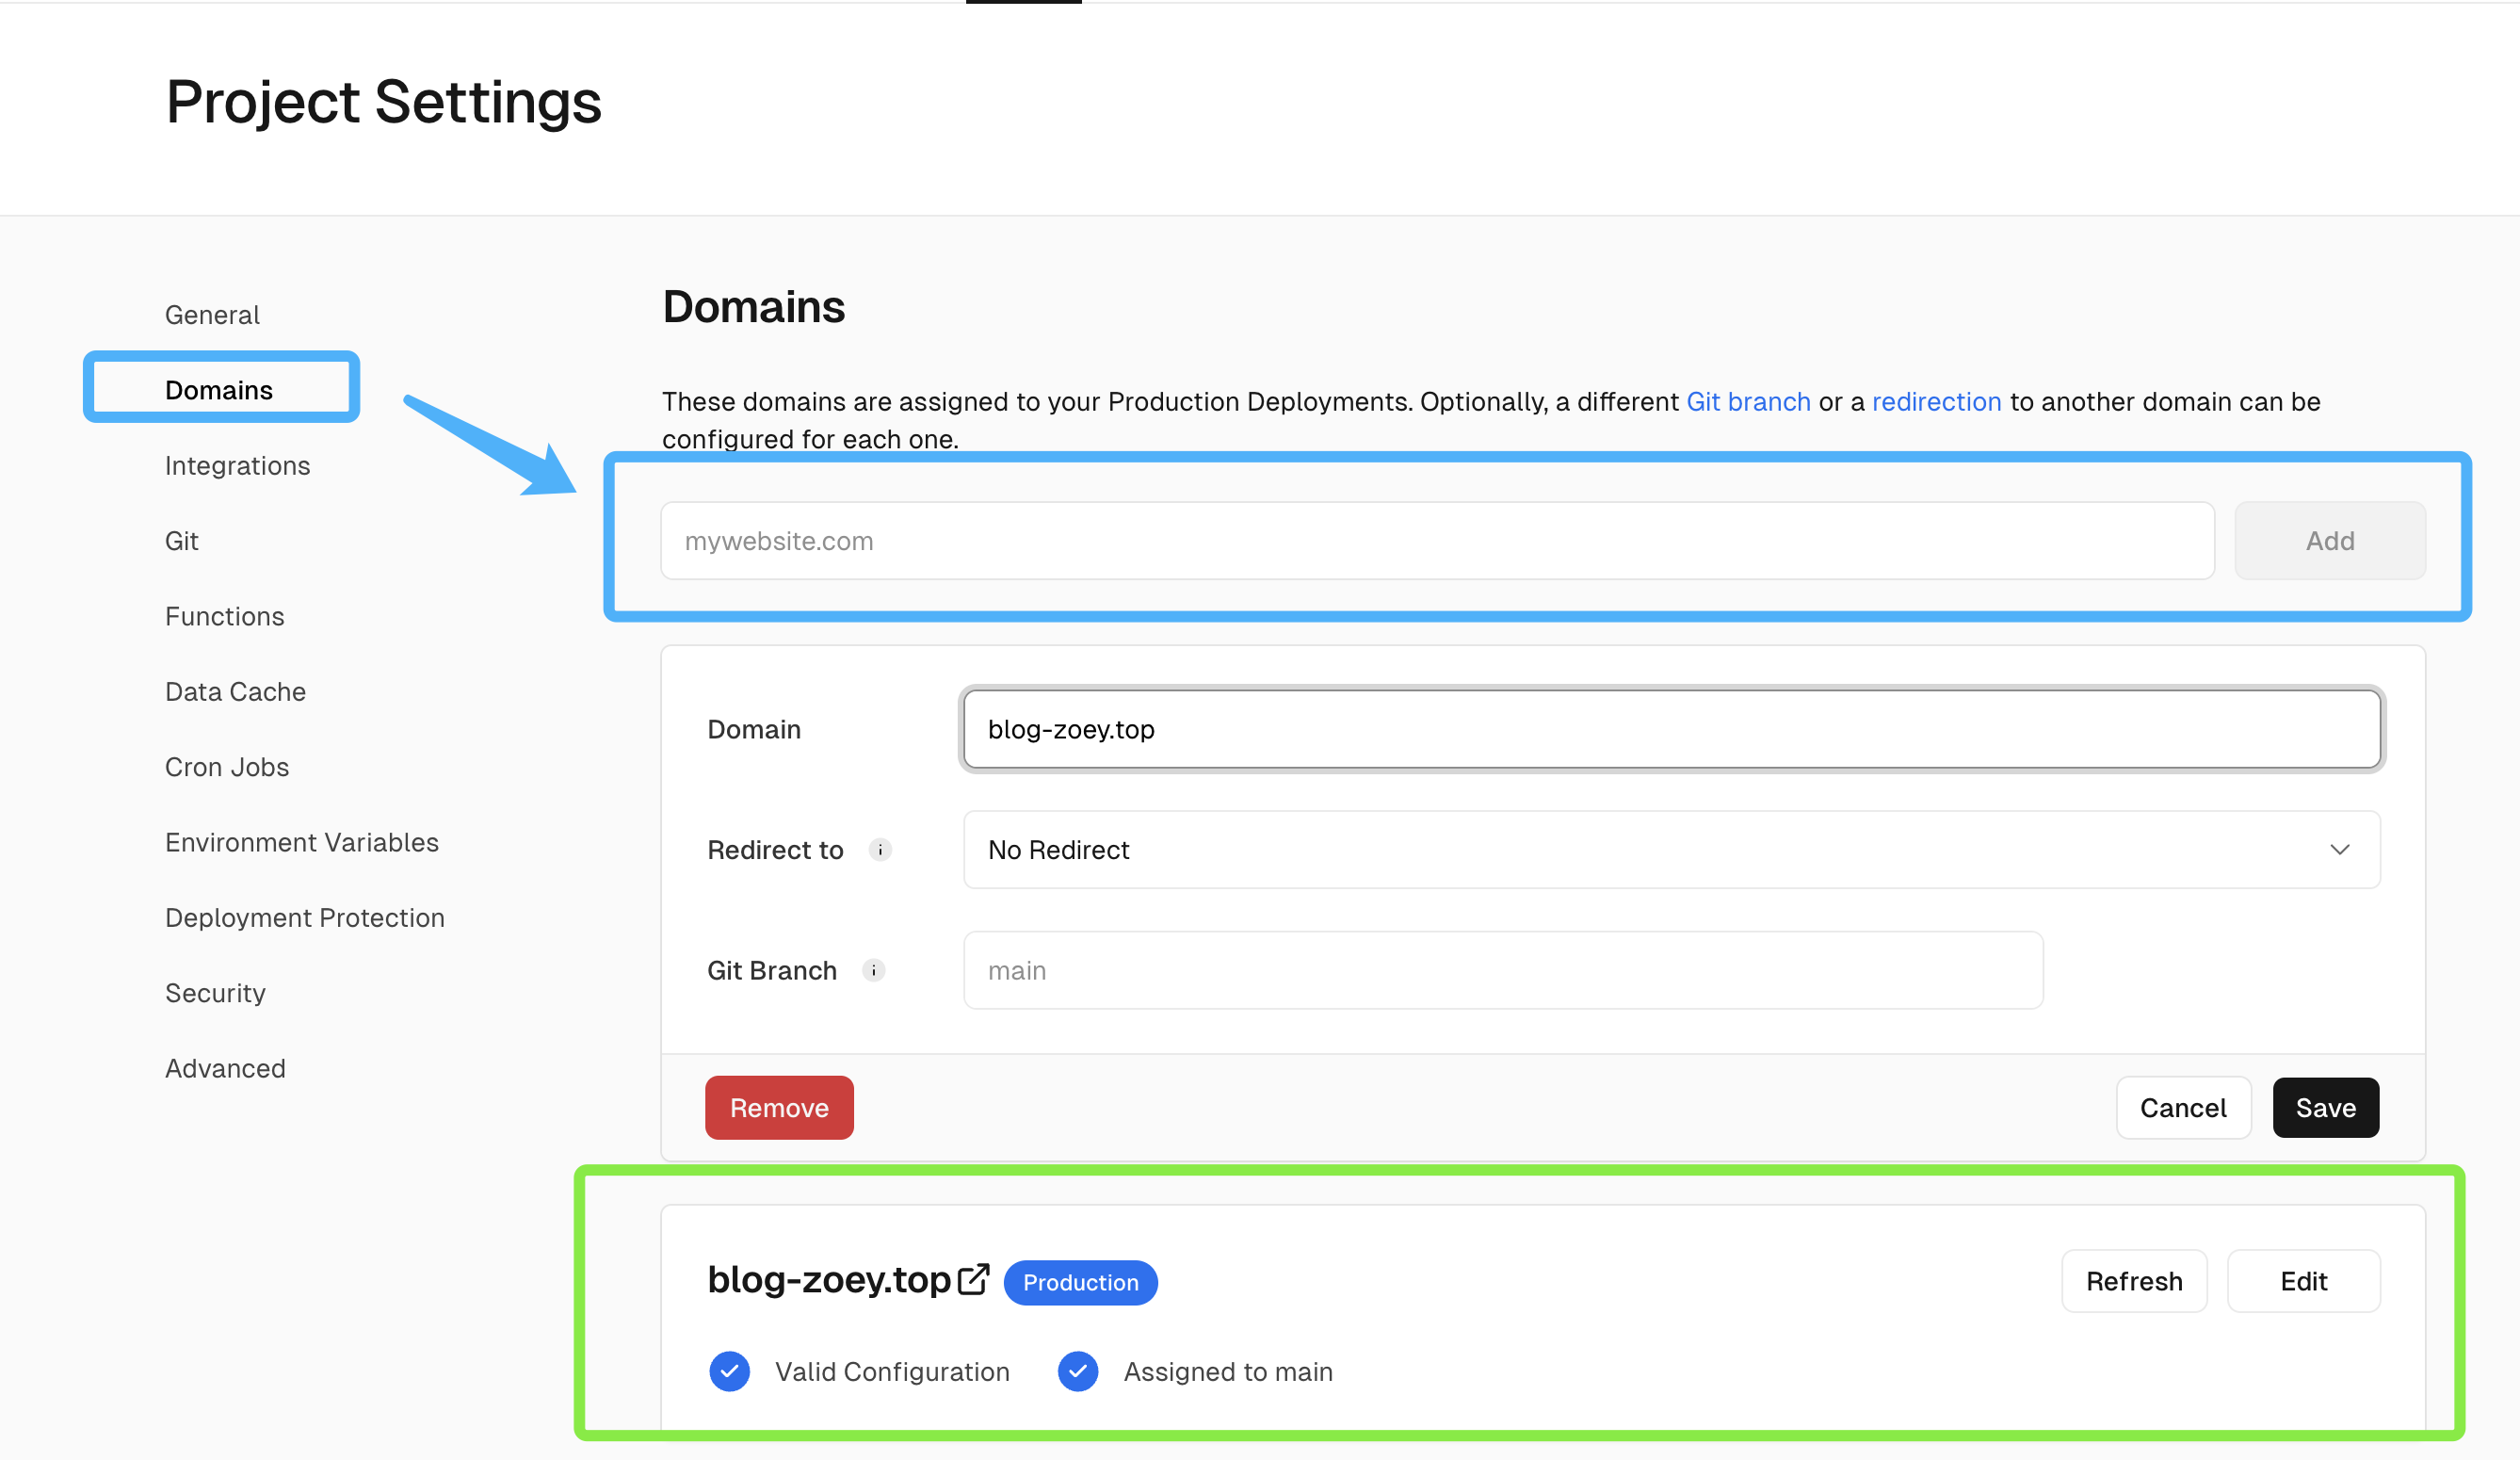 Project Settings
General
Domains
Integrations
Git
Functions
Data Cache
Cron Jobs
Environment Variables
Deployment Protection
Security
Advanced
Domains
These domains are assigned to your Production Deployments. Optionally, a different Git branch or a redirection to another domain can be
configured for each one.
mywebsite.com Add
Domain blog-zoey.top
Redirect to i No Redirect
Git Branch i main
Remove Cancel Save
blog-zoey.top Production Refresh Edit
Valid Configuration Assigned to main